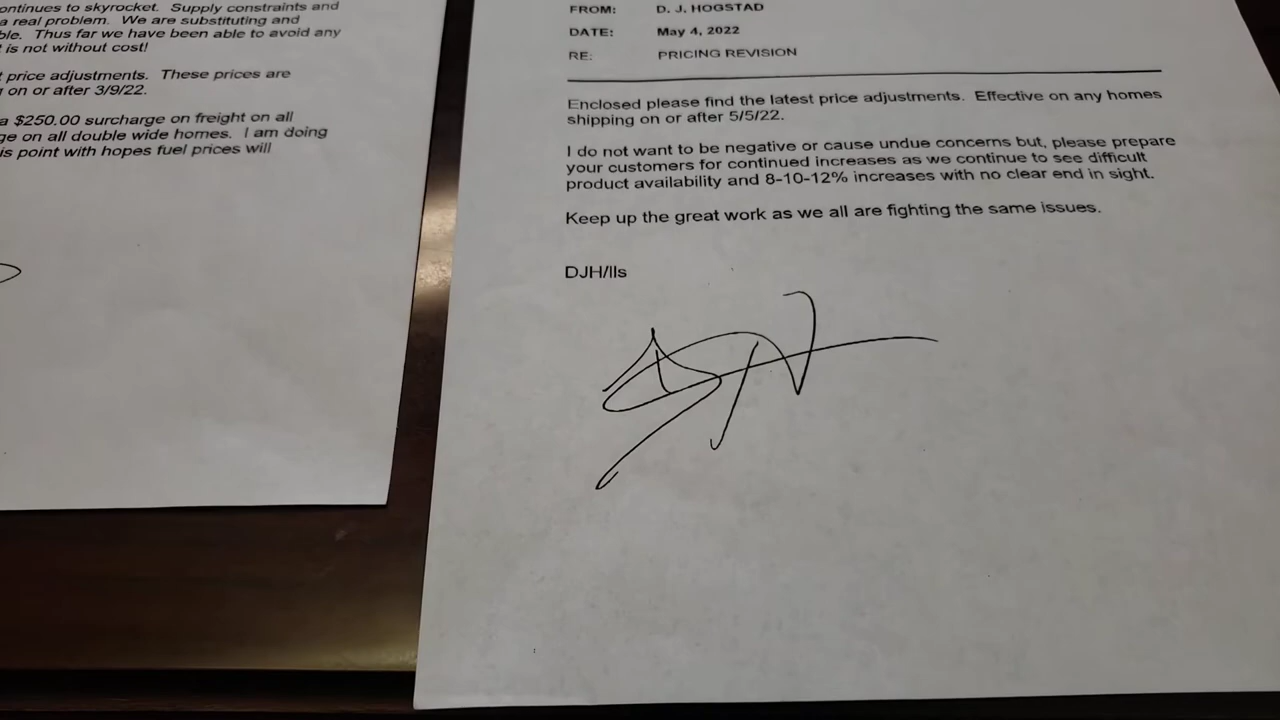 ontinues to skyrocket. Supply constraints and
a real problem. We are substituting and
ble. Thus far we have been able to avoid any
is not without cost!
price adjustments. These prices are
on or after 3/9/22.
a $250.00 surcharge on freight on all
ge on all double wide homes. I am doing
is point with hopes fuel prices will
FROM: D. J. HOGSTAD
DATE: May 4, 2022
RE: PRICING REVISION
Enclosed please find the latest price adjustments. Effective on any homes
shipping on or after 5/5/22.
I do not want to be negative or cause undue concerns but, please prepare
your customers for continued increases as we continue to see difficult
product availability and 8-10-12% increases with no clear end in sight.
Keep up the great work as we all are fighting the same issues.
DJH/lls